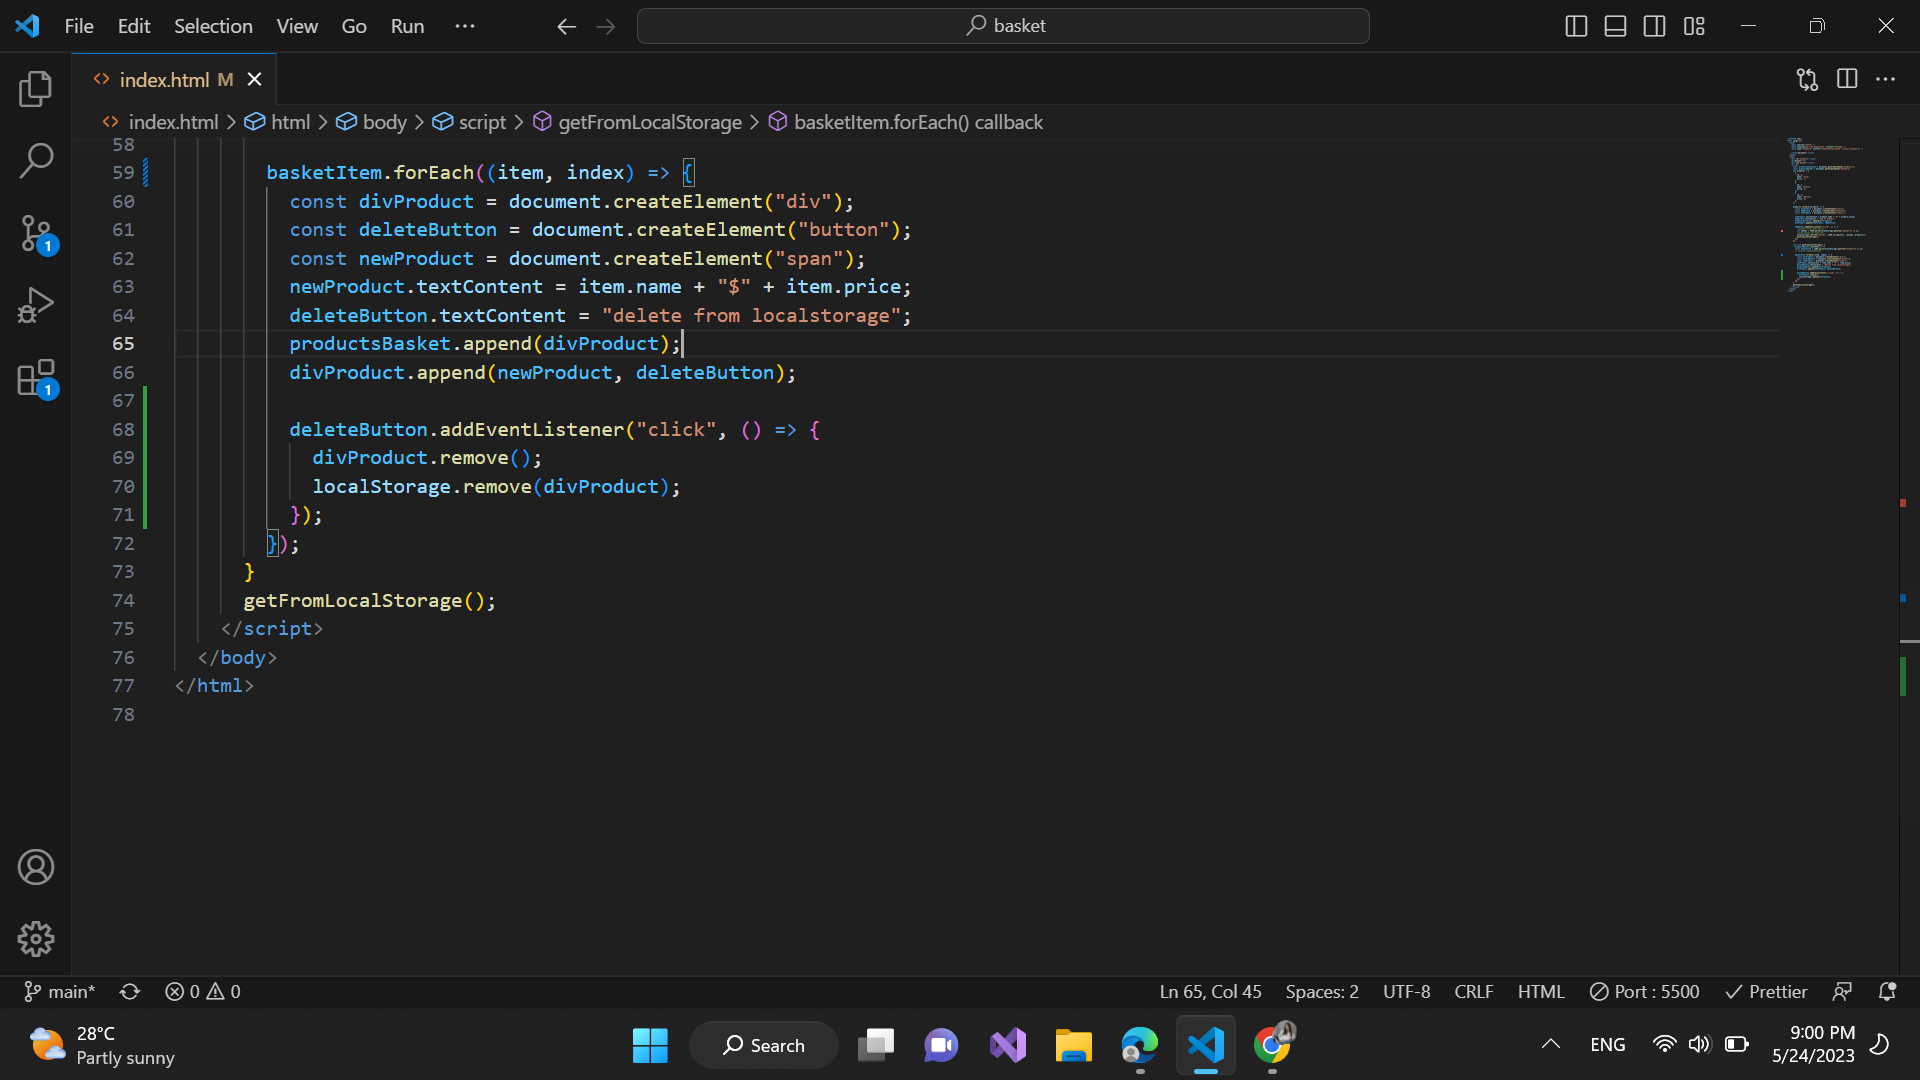 File Edit Selection View Go Run ··· basket
index.html M
index.html > html > body > script > getFromLocalStorage > basketItem.forEach() callback
58
59 basketItem.forEach((item, index) => {
60 const divProduct = document.createElement("div");
61 const deleteButton = document.createElement("button");
62 const newProduct = document.createElement("span");
63 newProduct.textContent = item.name + "$" + item.price;
64 deleteButton.textContent = "delete from localstorage";
65 productsBasket.append(divProduct);
66 divProduct.append(newProduct, deleteButton);
67
68 deleteButton.addEventListener("click", () => {
69 divProduct.remove();
70 localStorage.remove(divProduct);
71 });
72 });
73 }
74 getFromLocalStorage();
75 </script>
76 </body>
77 </html>
78
1
1
main* 0 0 Ln 65, Col 45 Spaces: 2 UTF-8 CRLF HTML Port : 5500 Prettier
28°C
Partly sunny
Search
ENG
9:00 PM
5/24/2023